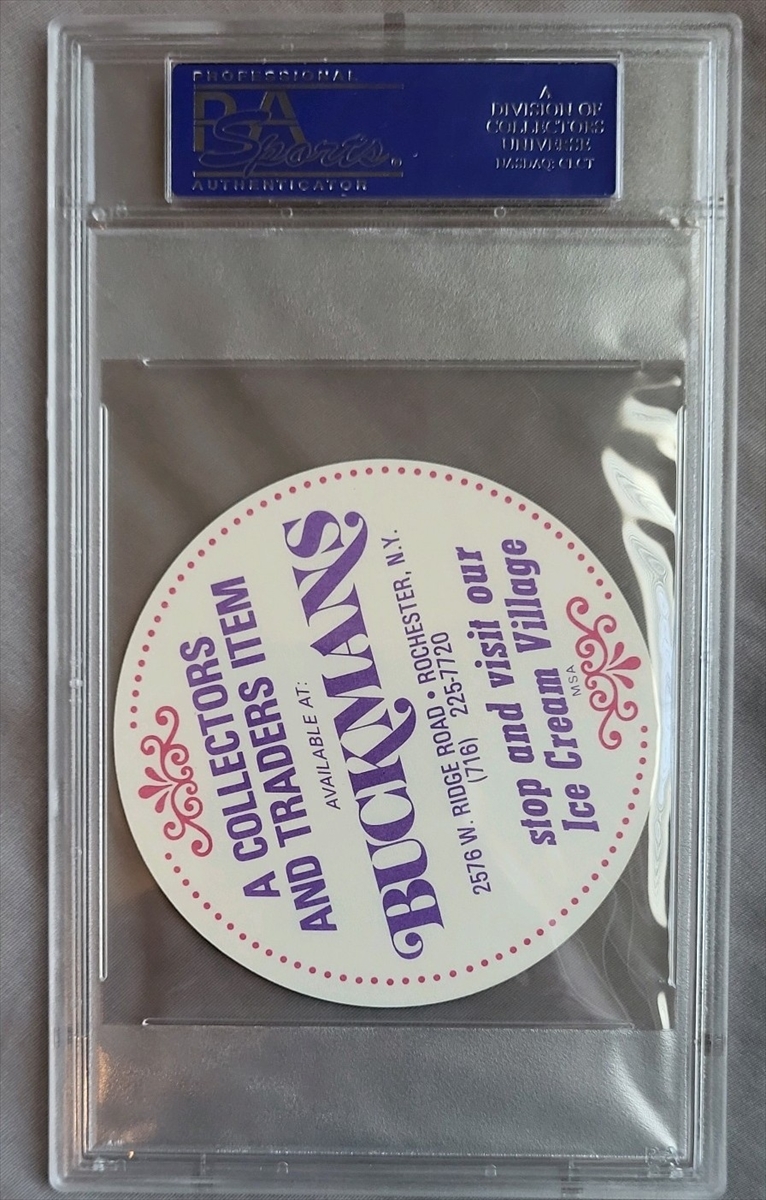 PROFESSIONAL
PSA
Sports
AUTHENTICATOR
A
DIVISION OF
COLLECTORS
UNIVERSE
NASDAQ: CLCT
A COLLECTORS
AND TRADERS ITEM
AVAILABLE AT:
BUCKMANS
2576 W. RIDGE ROAD • ROCHESTER, N.Y.
(716) 225-7720
stop and visit our
Ice Cream Village
MSA